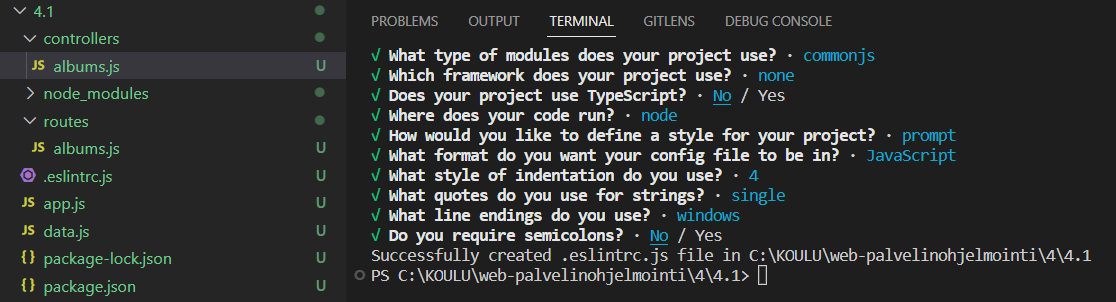 4.1
controllers
JS albums.js U
node_modules
routes
JS albums.js U
.eslintrc.js U
JS app.js U
JS data.js U
{} package-lock.json U
{} package.json U
PROBLEMS OUTPUT TERMINAL GITLENS DEBUG CONSOLE
√ What type of modules does your project use? · commonjs
√ Which framework does your project use? · none
√ Does your project use TypeScript? · No / Yes
√ Where does your code run? · node
√ How would you like to define a style for your project? · prompt
√ What format do you want your config file to be in? · JavaScript
√ What style of indentation do you use? · 4
√ What quotes do you use for strings? · single
√ What line endings do you use? · windows
√ Do you require semicolons? · No / Yes
Successfully created .eslintrc.js file in C:\KOULU\web-palvelinohjelmointi\4\4.1
PS C:\KOULU\web-palvelinohjelmointi\4\4.1>